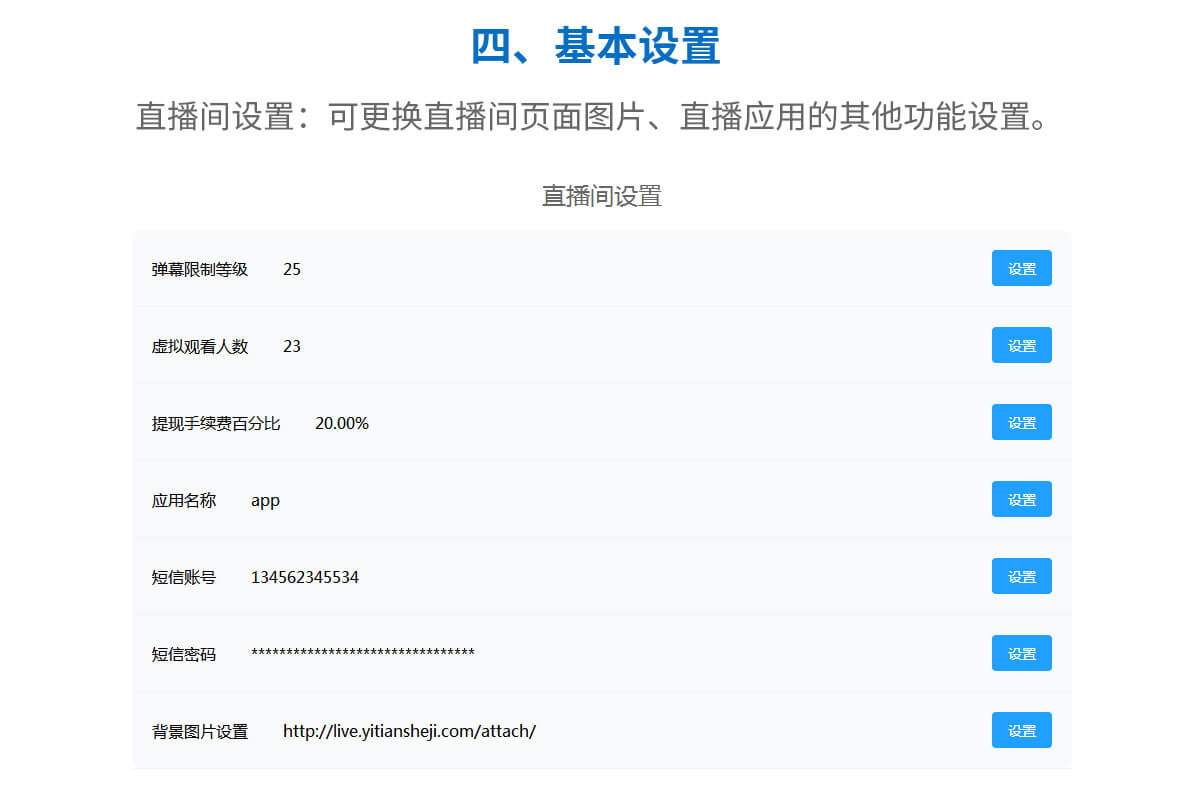 四、基本设置
直播间设置：可更换直播间页面图片、直播应用的其他功能设置。
直播间设置
弹幕限制等级 25 设置
虚拟观看人数 23 设置
提现手续费百分比 20.00% 设置
应用名称 app 设置
短信账号 134562345534 设置
短信密码 ******************************** 设置
背景图片设置 http://live.yitiansheji.com/attach/ 设置